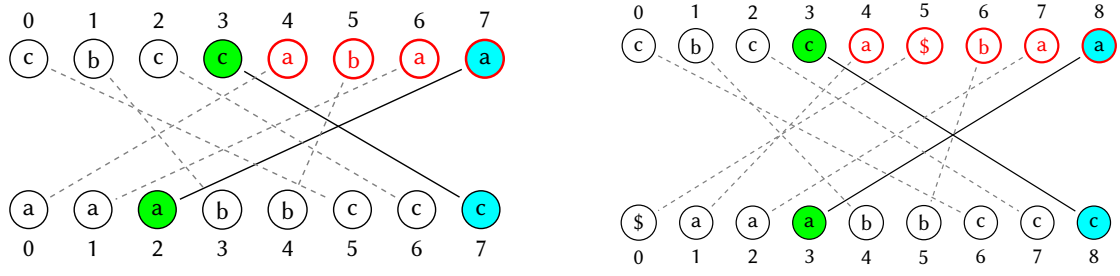 0 1 2 3 4 5 6 7
c b c c a b a a
a a a b b c c c
0 1 2 3 4 5 6 7
0 1 2 3 4 5 6 7 8
c b c c a $ b a a
$ a a a b b c c c
0 1 2 3 4 5 6 7 8